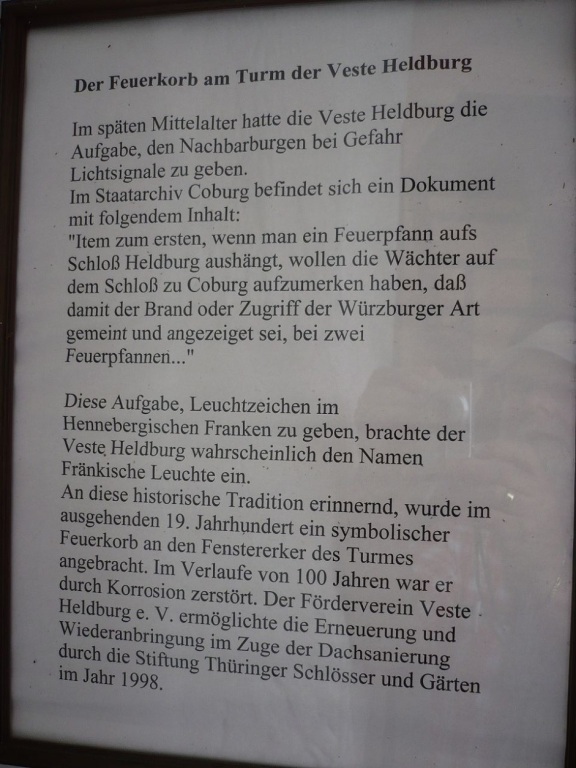 Der Feuerkorb am Turm der Veste Heldburg
Im späten Mittelalter hatte die Veste Heldburg die
Aufgabe, den Nachbarburgen bei Gefahr
Lichtsignale zu geben.
Im Staatarchiv Coburg befindet sich ein Dokument
mit folgendem Inhalt:
"Item zum ersten, wenn man ein Feuerpfann aufs
Schloß Heldburg aushängt, wollen die Wächter auf
dem Schloß zu Coburg aufzumerken haben, daß
damit der Brand oder Zugriff der Würzburger Art
gemeint und angezeiget sei, bei zwei
Feuerpfannen..."
Diese Aufgabe, Leuchtzeichen im
Hennebergischen Franken zu geben, brachte der
Veste Heldburg wahrscheinlich den Namen
Fränkische Leuchte ein.
An diese historische Tradition erinnernd, wurde im
ausgehenden 19. Jahrhundert ein symbolischer
Feuerkorb an den Fenstererker des Turmes
angebracht. Im Verlaufe von 100 Jahren war er
durch Korrosion zerstört. Der Förderverein Veste
Heldburg e. V. ermöglichte die Erneuerung und
Wiederanbringung im Zuge der Dachsanierung
durch die Stiftung Thüringer Schlösser und Gärten
im Jahr 1998.